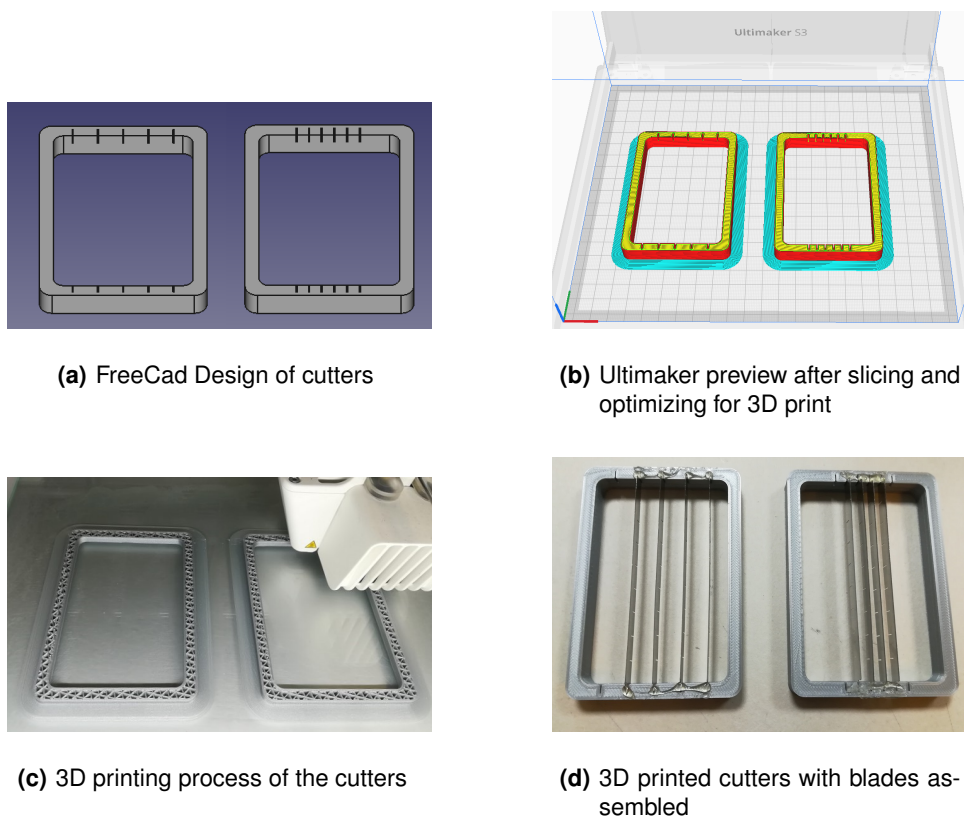 Ultimaker S3
(a) FreeCad Design of cutters
(b) Ultimaker preview after slicing and
optimizing for 3D print
(c) 3D printing process of the cutters
(d) 3D printed cutters with blades as-
sembled